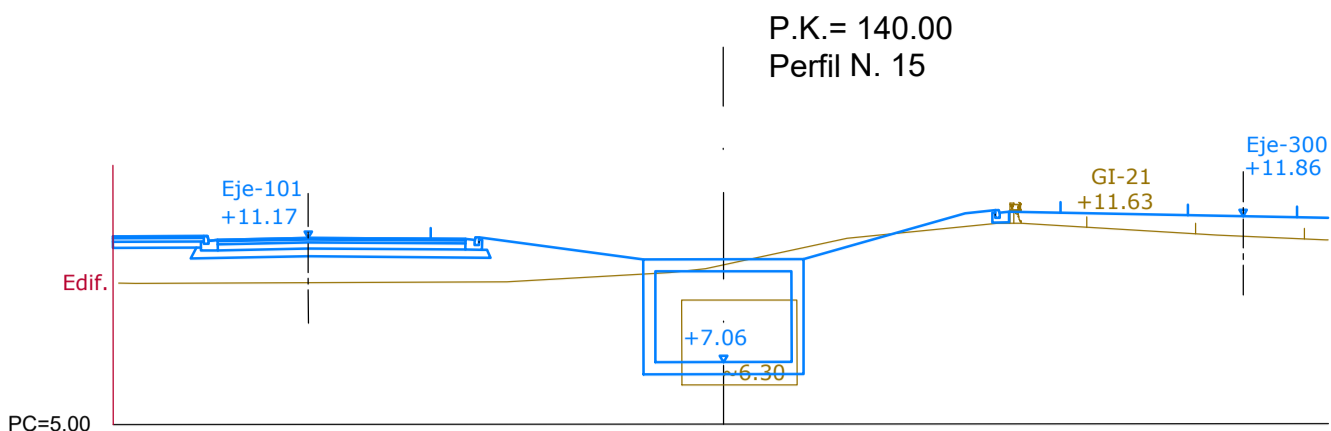 P.K.= 140.00
Perfil N. 15
Eje-300
+11.86
GI-21
+11.63
Eje-101
+11.17
Edif.
+7.06
~6.30
PC=5.00